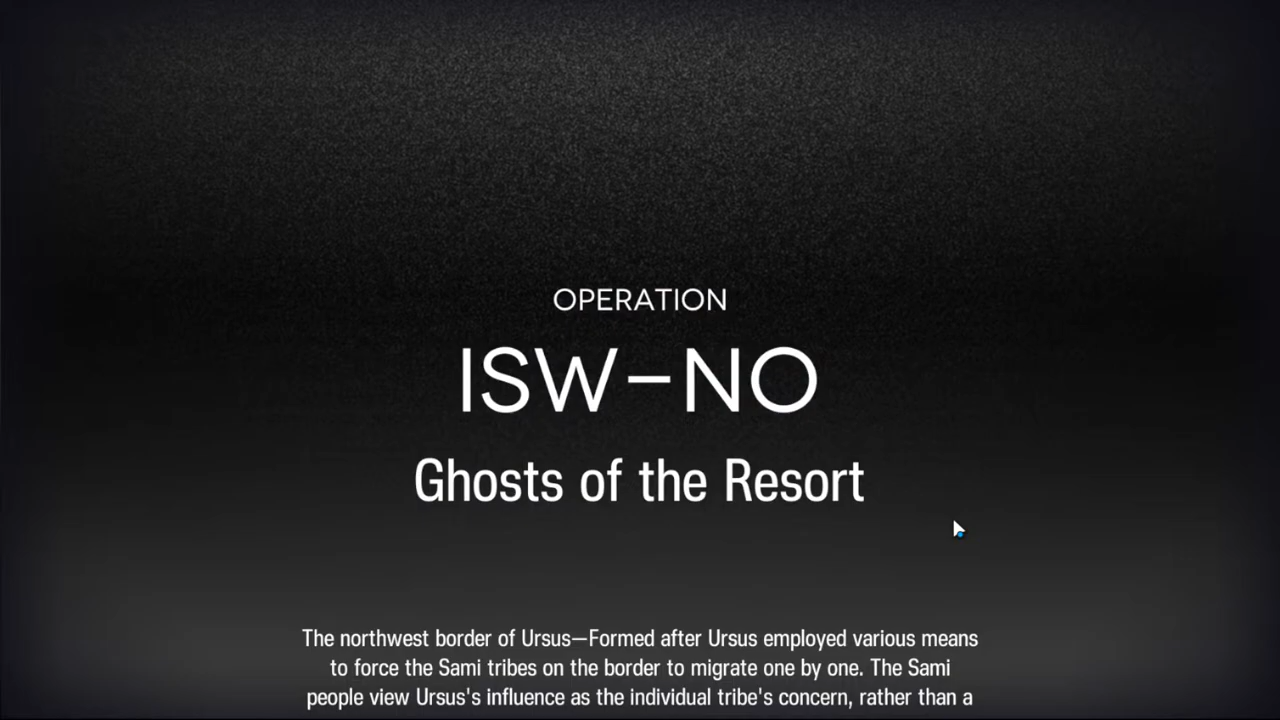 OPERATION
ISW-NO
Ghosts of the Resort
The northwest border of Ursus—Formed after Ursus employed various means
to force the Sami tribes on the border to migrate one by one. The Sami
people view Ursus's influence as the individual tribe's concern, rather than a